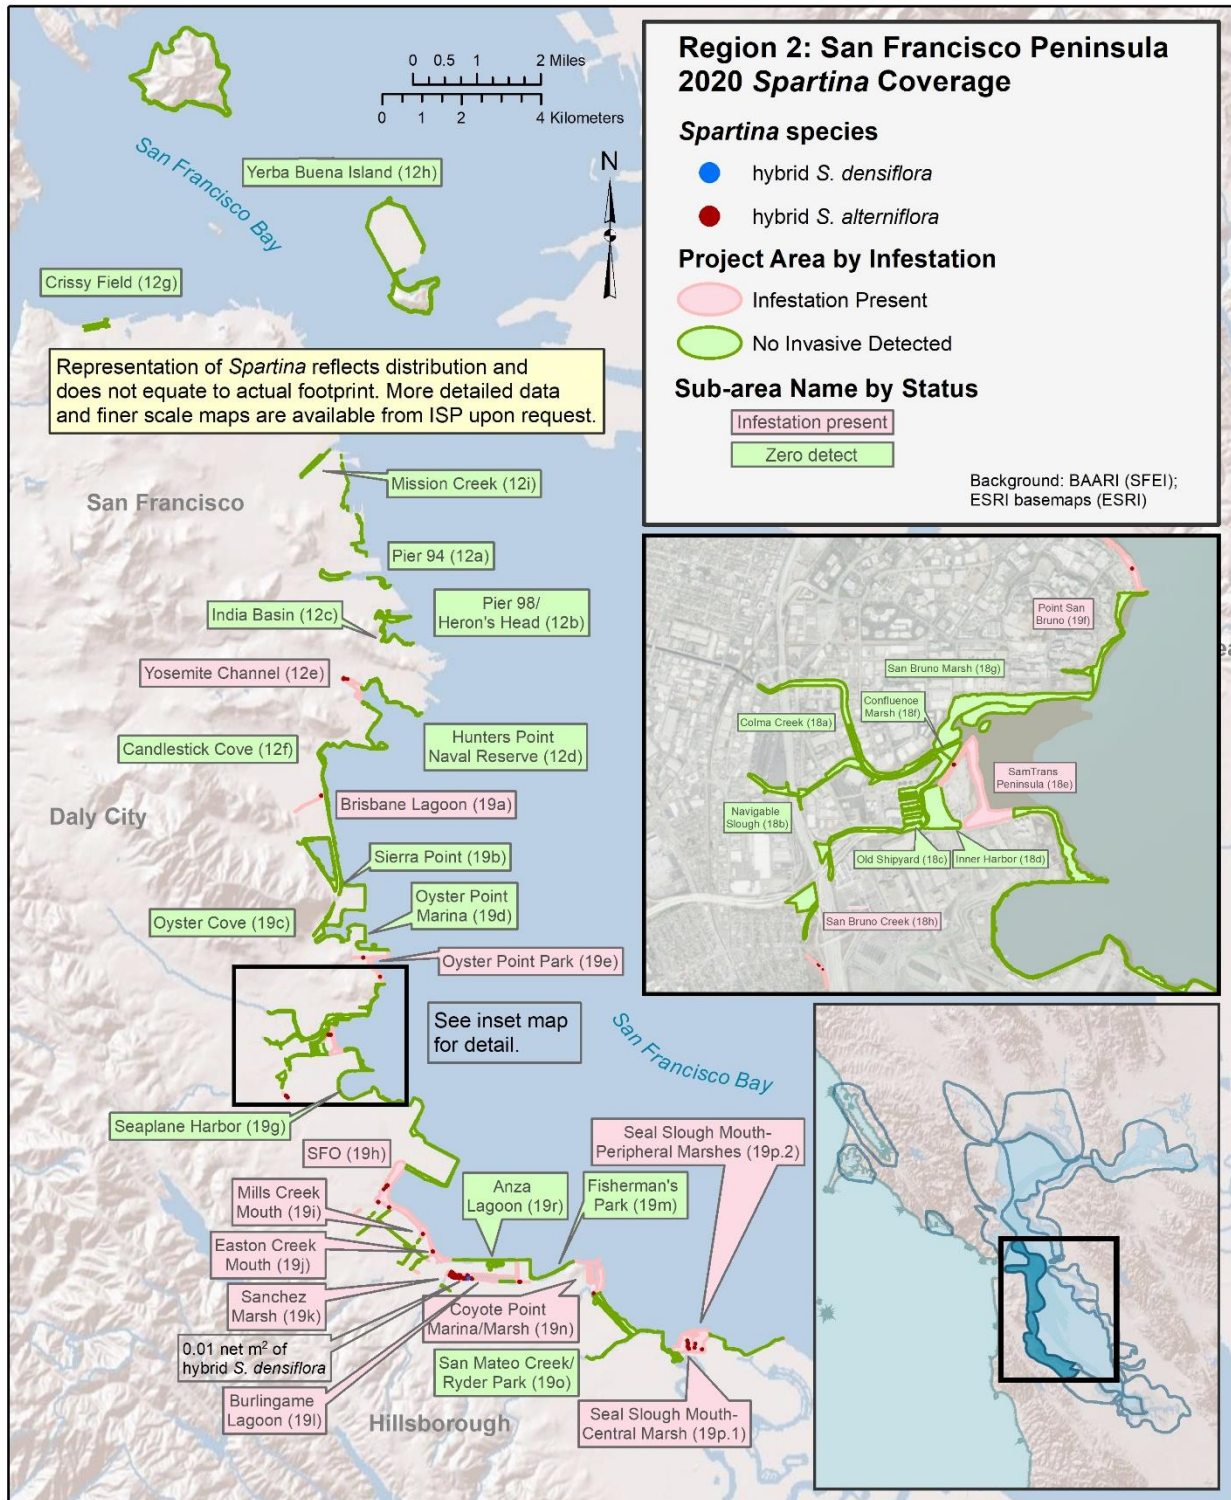 Region 2: San Francisco Peninsula
2020 Spartina Coverage
Spartina species
hybrid S. densiflora
hybrid S. alterniflora
Project Area by Infestation
Infestation Present
No Invasive Detected
Sub-area Name by Status
Infestation present
Zero detect
Background: BAARI (SFEI);
ESRI basemaps (ESRI)
0 0.5 1 2 Miles
0 1 2 4 Kilometers
N
San Francisco Bay
Yerba Buena Island (12h)
Crissy Field (12g)
Representation of Spartina reflects distribution and
does not equate to actual footprint. More detailed data
and finer scale maps are available from ISP upon request.
Mission Creek (12i)
San Francisco
Pier 94 (12a)
India Basin (12c)
Pier 98/
Heron's Head (12b)
Yosemite Channel (12e)
Candlestick Cove (12f)
Hunters Point
Naval Reserve (12d)
Brisbane Lagoon (19a)
Daly City
Sierra Point (19b)
Oyster Point
Marina (19d)
Oyster Cove (19c)
Oyster Point Park (19e)
See inset map
for detail.
San Francisco Bay
Seaplane Harbor (19g)
SFO (19h)
Seal Slough Mouth-
Peripheral Marshes (19p.2)
Mills Creek
Mouth (19i)
Anza
Lagoon (19r)
Fisherman's
Park (19m)
Easton Creek
Mouth (19j)
Sanchez
Marsh (19k)
Coyote Point
Marina/Marsh (19n)
0.01 net m² of
hybrid S. densiflora
San Mateo Creek/
Ryder Park (19o)
Burlingame
Lagoon (19l)
Hillsborough
Seal Slough Mouth-
Central Marsh (19p.1)
Point San
Bruno (19f)
San Bruno Marsh (18g)
Confluence
Marsh (18f)
Colma Creek (18a)
SamTrans
Peninsula (18e)
Navigable
Slough (18b)
Old Shipyard (18c)
Inner Harbor (18d)
San Bruno Creek (18h)